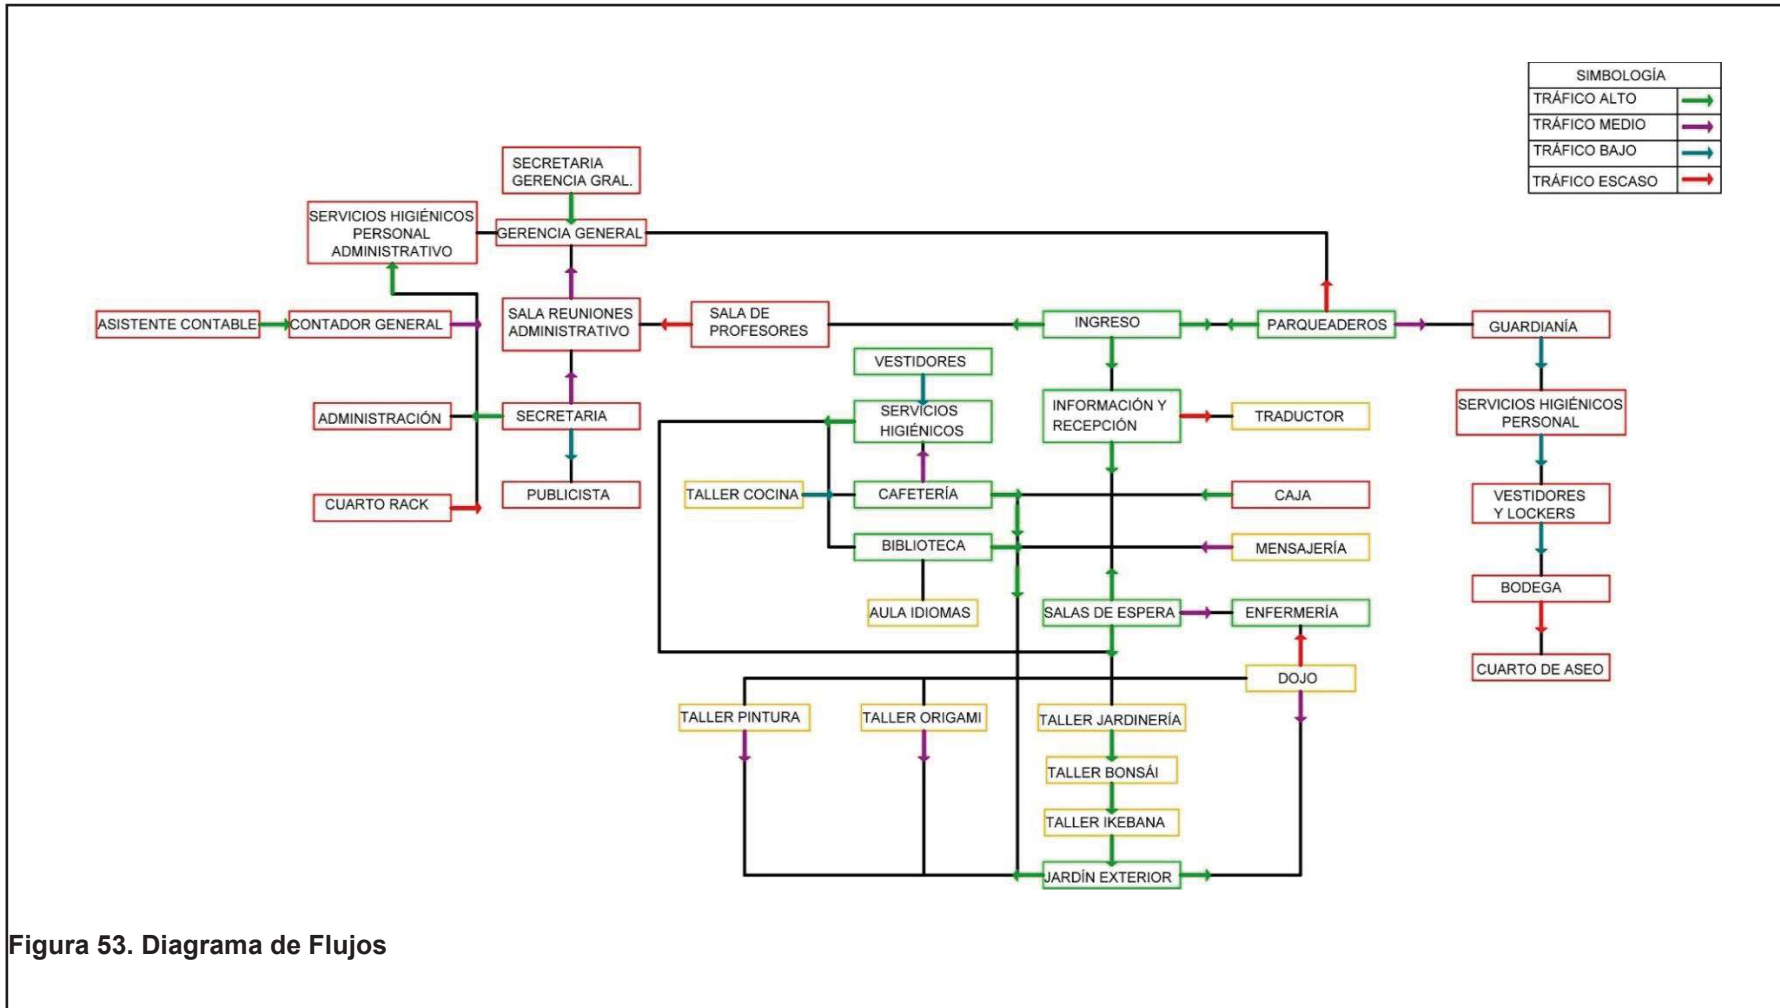 SIMBOLOGÍA
TRÁFICO ALTO
TRÁFICO MEDIO
TRÁFICO BAJO
TRÁFICO ESCASO
SECRETARIA
GERENCIA GRAL.
SERVICIOS HIGIÉNICOS
PERSONAL
ADMINISTRATIVO
GERENCIA GENERAL
ASISTENTE CONTABLE
CONTADOR GENERAL
SALA REUNIONES
ADMINISTRATIVO
SALA DE
PROFESORES
INGRESO
PARQUEADEROS
GUARDIANÍA
VESTIDORES
ADMINISTRACIÓN
SECRETARIA
SERVICIOS
HIGIÉNICOS
INFORMACIÓN Y
RECEPCIÓN
TRADUCTOR
SERVICIOS HIGIÉNICOS
PERSONAL
CUARTO RACK
PUBLICISTA
TALLER COCINA
CAFETERÍA
CAJA
VESTIDORES
Y LOCKERS
BIBLIOTECA
MENSAJERÍA
BODEGA
AULA IDIOMAS
SALAS DE ESPERA
ENFERMERÍA
DOJO
CUARTO DE ASEO
TALLER PINTURA
TALLER ORIGAMI
TALLER JARDINERÍA
TALLER BONSÁI
TALLER IKEBANA
JARDÍN EXTERIOR
Figura 53. Diagrama de Flujos